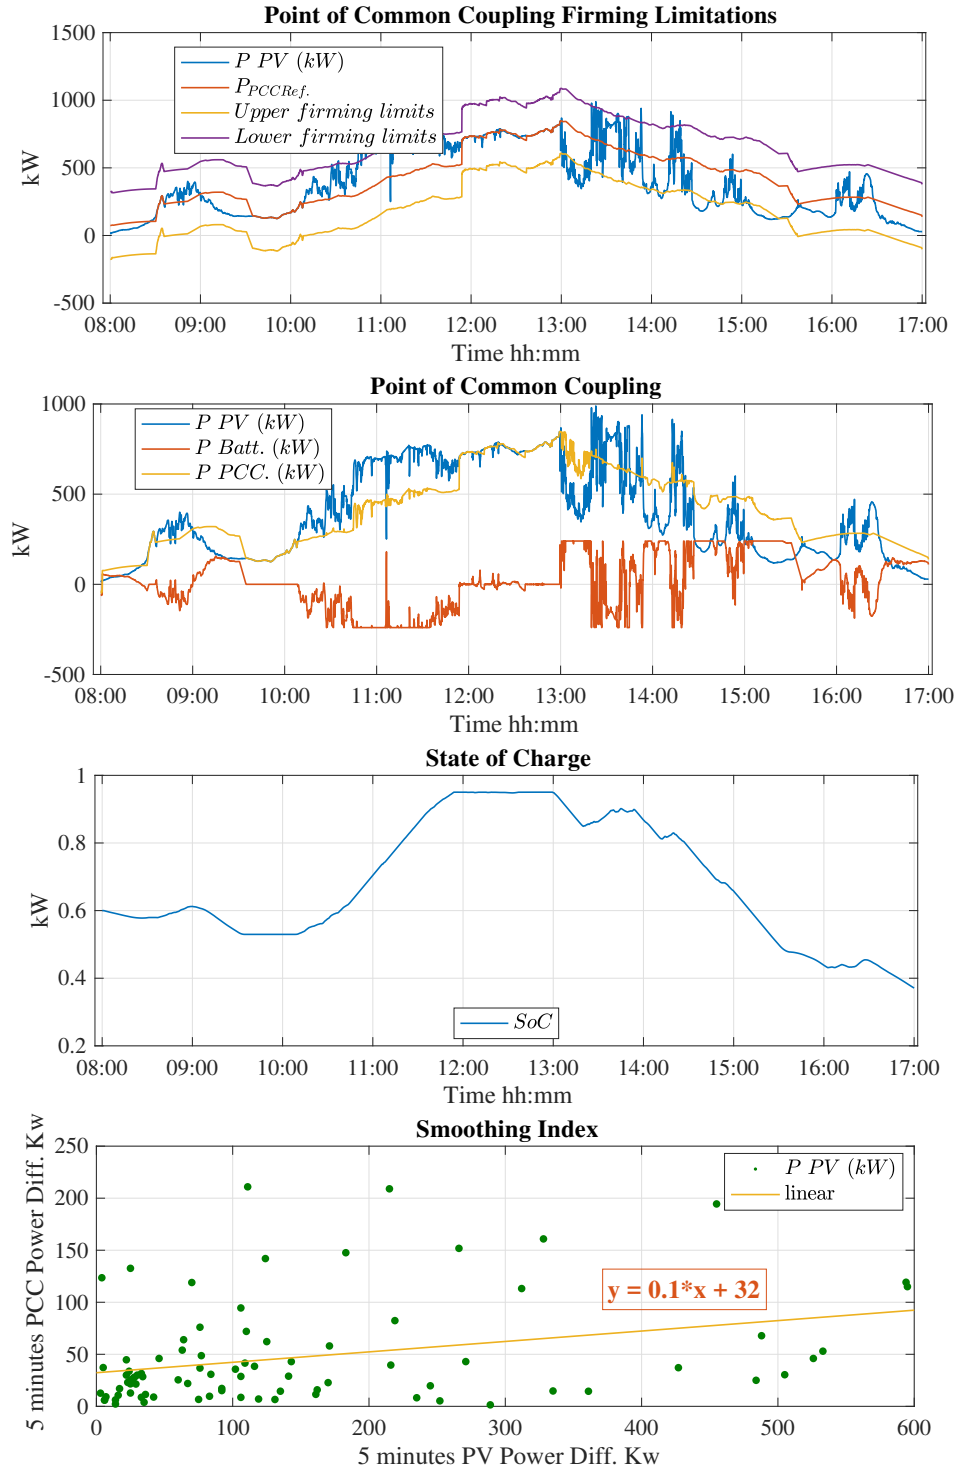 Point of Common Coupling Firming Limitations
1500
1000
500
0
-500
kW
P PV (kW)
P_PCCRef.
Upper firming limits
Lower firming limits
08:00 09:00 10:00 11:00 12:00 13:00 14:00 15:00 16:00 17:00
Time hh:mm
Point of Common Coupling
1000
500
0
-500
kW
P PV (kW)
P Batt. (kW)
P PCC. (kW)
08:00 09:00 10:00 11:00 12:00 13:00 14:00 15:00 16:00 17:00
Time hh:mm
State of Charge
1
0.8
0.6
0.4
0.2
kW
SoC
08:00 09:00 10:00 11:00 12:00 13:00 14:00 15:00 16:00 17:00
Time hh:mm
Smoothing Index
250
200
150
100
50
0
5 minutes PCC Power Diff. Kw
P PV (kW)
linear
y = 0.1*x + 32
0 100 200 300 400 500 600
5 minutes PV Power Diff. Kw